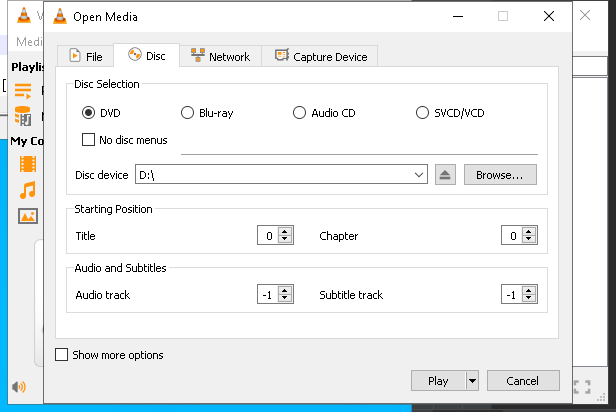 Open Media
Medi
File
Disc
Network
Capture Device
Playlis
Disc Selection
DVD
Blu-ray
Audio CD
SVCD/VCD
No disc menus
My Co
Disc device
D:\
Browse...
Starting Position
Title
0
Chapter
0
Audio and Subtitles
Audio track
-1
Subtitle track
-1
Show more options
Play
Cancel